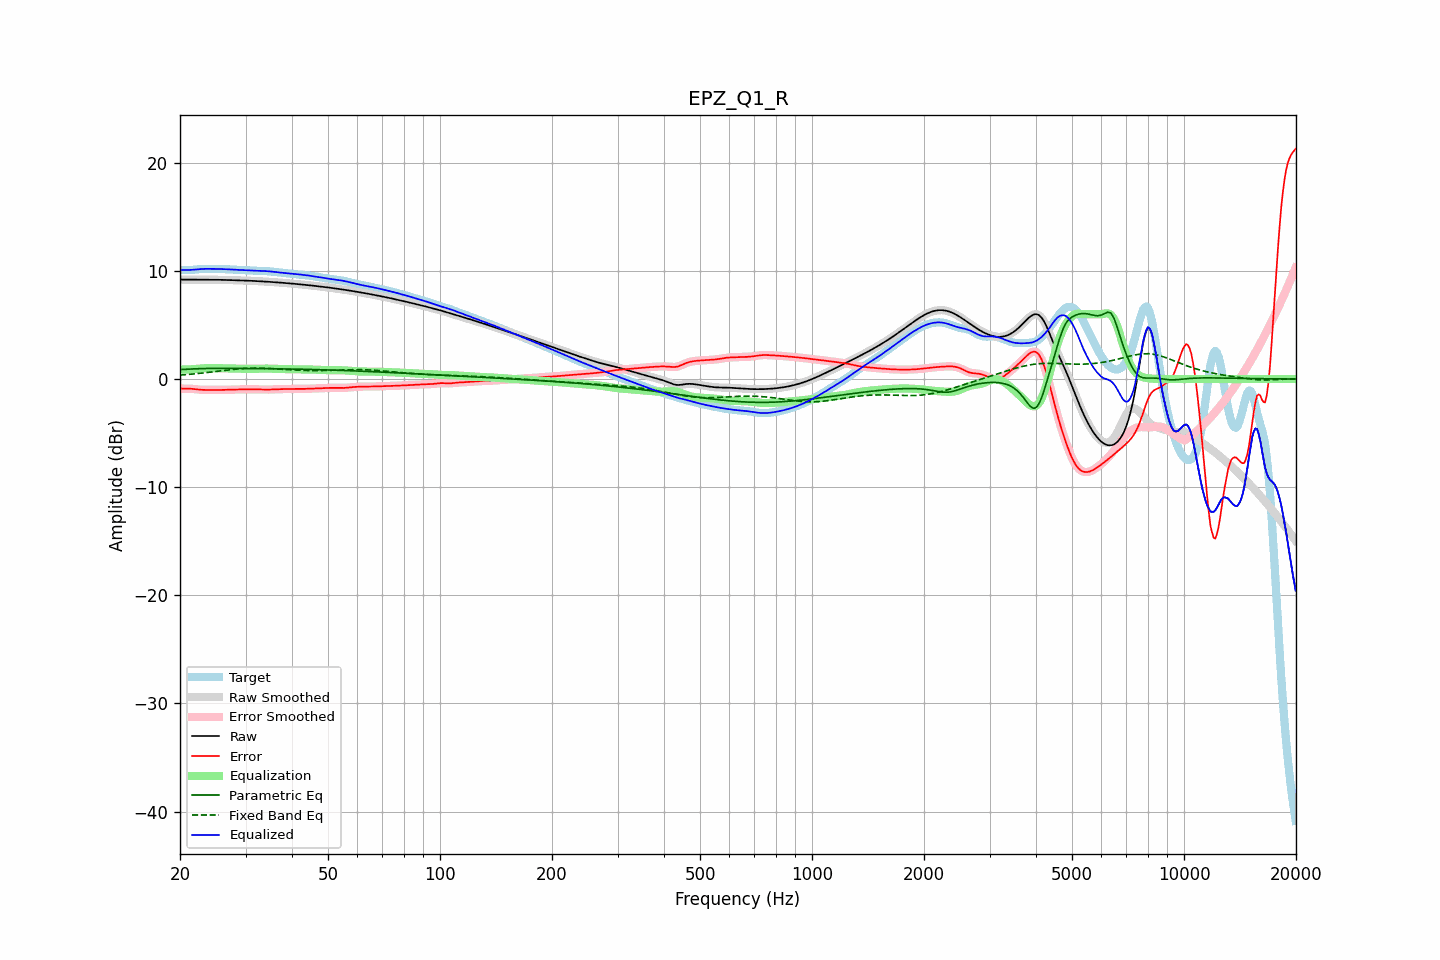 EPZ_Q1_R
20
10
0
−10
−20
−30
−40
Amplitude (dBr)
Target
Raw Smoothed
Error Smoothed
Raw
Error
Equalization
Parametric Eq
Fixed Band Eq
Equalized
20 50 100 200 500 1000 2000 5000 10000 20000
Frequency (Hz)